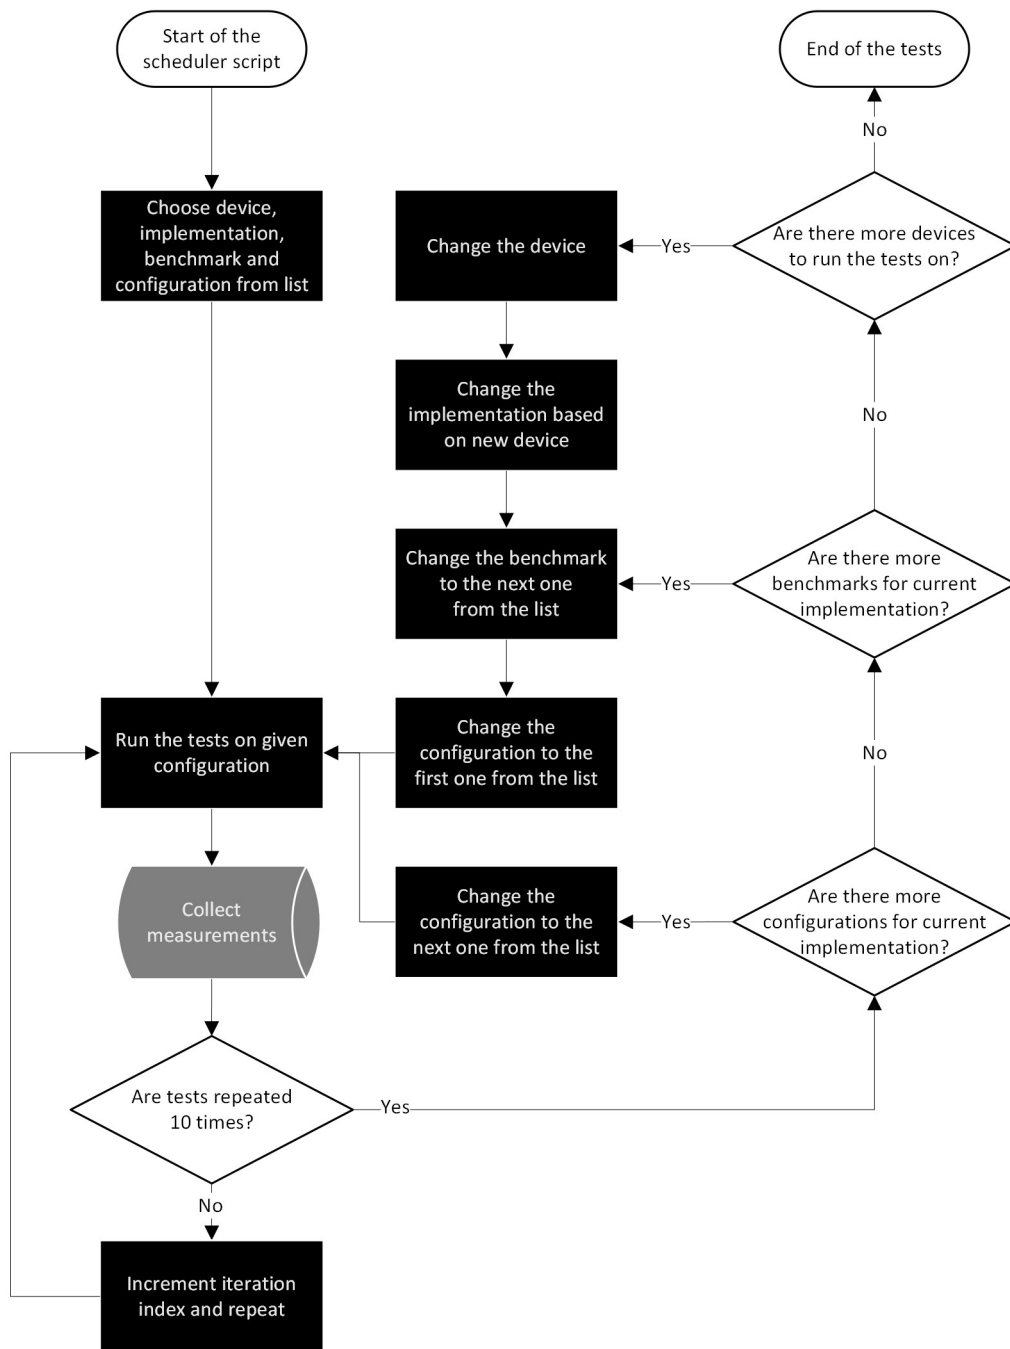 Start of the
scheduler script
End of the tests
No
Choose device,
implementation,
benchmark and
configuration from list
Change the device
Yes
Are there more devices
to run the tests on?
Change the
implementation based
on new device
No
Change the benchmark
to the next one
from the list
Yes
Are there more
benchmarks for current
implementation?
Run the tests on given
configuration
Change the
configuration to the
first one from the list
No
Collect
measurements
Change the
configuration to the
next one from the list
Yes
Are there more
configurations for current
implementation?
Are tests repeated
10 times?
Yes
No
Increment iteration
index and repeat